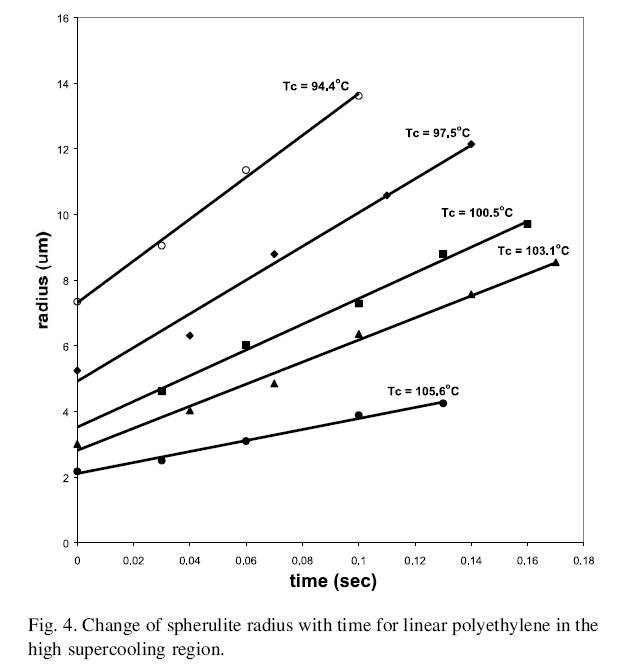 16
14
12
10
8
6
4
2
0
radius (um)
Tc = 94.4°C
Tc = 97.5°C
Tc = 100.5°C
Tc = 103.1°C
Tc = 105.6°C
0 0.02 0.04 0.06 0.08 0.1 0.12 0.14 0.16 0.18
time (sec)
Fig. 4. Change of spherulite radius with time for linear polyethylene in the
high supercooling region.